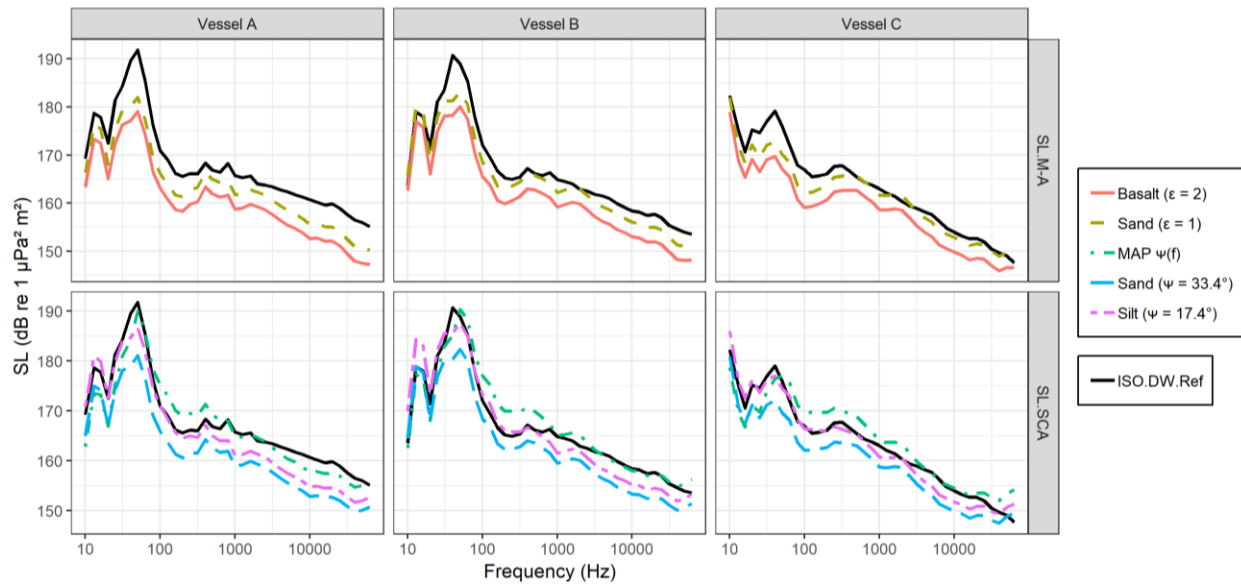 Vessel A Vessel B Vessel C
190
180
170
160
150
SL.M-A
190
180
170
160
150
SL.SCA
SL (dB re 1 µPa² m²)
10 100 1000 10000 10 100 1000 10000 10 100 1000 10000
Frequency (Hz)
Basalt (ε = 2)
Sand (ε = 1)
MAP Ψ(f)
Sand (Ψ = 33.4°)
Silt (Ψ = 17.4°)
ISO.DW.Ref